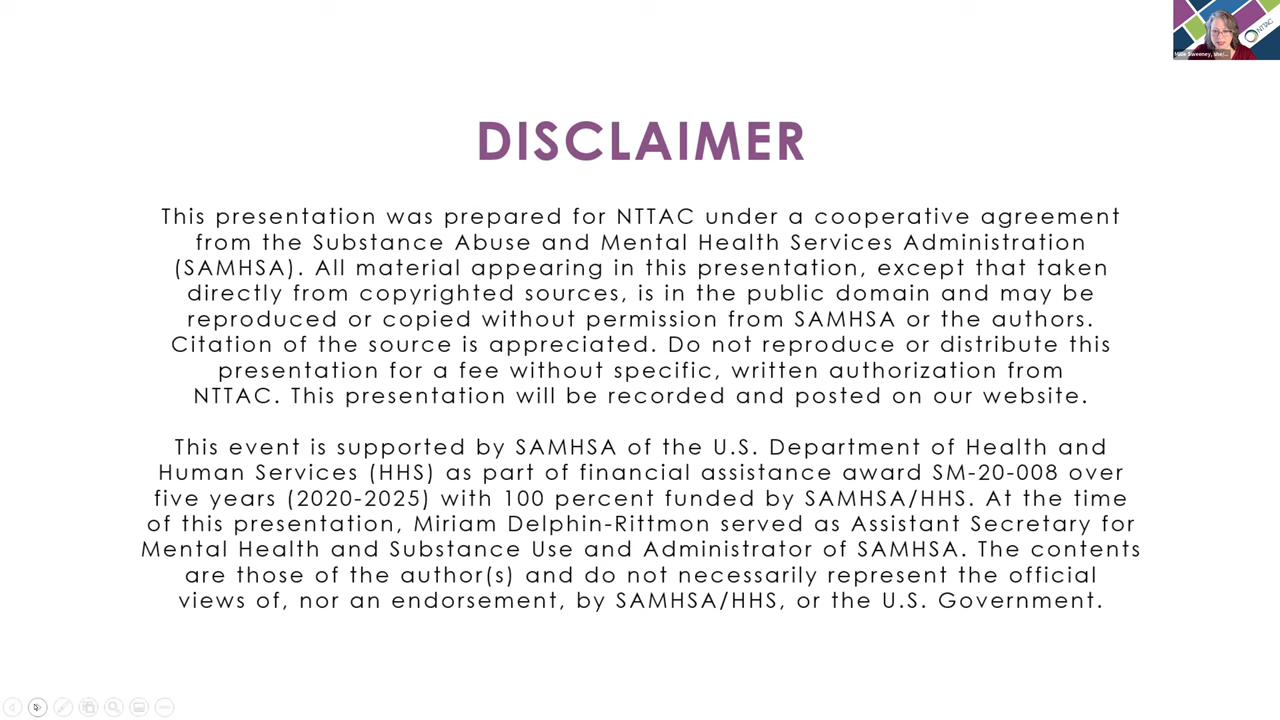 NTTAC
Millie Sweeney, she/...
DISCLAIMER
This presentation was prepared for NTTAC under a cooperative agreement
from the Substance Abuse and Mental Health Services Administration
(SAMHSA). All material appearing in this presentation, except that taken
directly from copyrighted sources, is in the public domain and may be
reproduced or copied without permission from SAMHSA or the authors.
Citation of the source is appreciated. Do not reproduce or distribute this
presentation for a fee without specific, written authorization from
NTTAC. This presentation will be recorded and posted on our website.
This event is supported by SAMHSA of the U.S. Department of Health and
Human Services (HHS) as part of financial assistance award SM-20-008 over
five years (2020-2025) with 100 percent funded by SAMHSA/HHS. At the time
of this presentation, Miriam Delphin-Rittmon served as Assistant Secretary for
Mental Health and Substance Use and Administrator of SAMHSA. The contents
are those of the author(s) and do not necessarily represent the official
views of, nor an endorsement, by SAMHSA/HHS, or the U.S. Government.